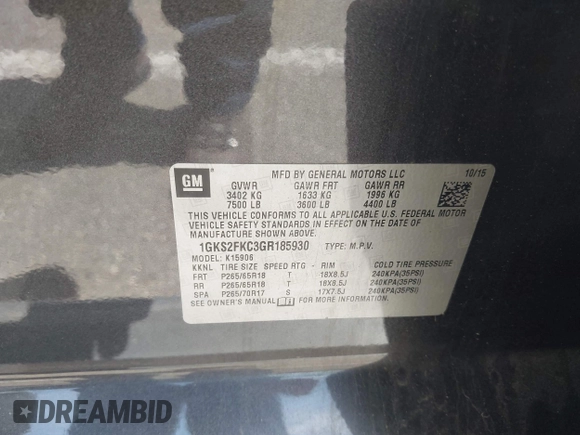 GM
MFD BY GENERAL MOTORS LLC 10/15
GVWR GAWR FRT GAWR RR
3402 KG 1633 KG 1996 KG
7500 LB 3600 LB 4400 LB
THIS VEHICLE CONFORMS TO ALL APPLICABLE U.S. FEDERAL MOTOR
VEHICLE SAFETY STANDARDS IN EFFECT ON THE DATE OF
MANUFACTURE SHOWN ABOVE.
1GKS2FKC3GR185930 TYPE: M.P.V.
MODEL: K15906
KKNL TIRE SIZE SPEED RTG - RIM COLD TIRE PRESSURE
FRT P265/65R18 T 18X8.5J 240KPA(35PSI)
RR P265/65R18 T 18X8.5J 240KPA(35PSI)
SPA P265/70R17 S 17X7.5J 240KPA(35PSI)
SEE OWNER'S MANUAL FOR MORE INFORMATION.
DREAMBID